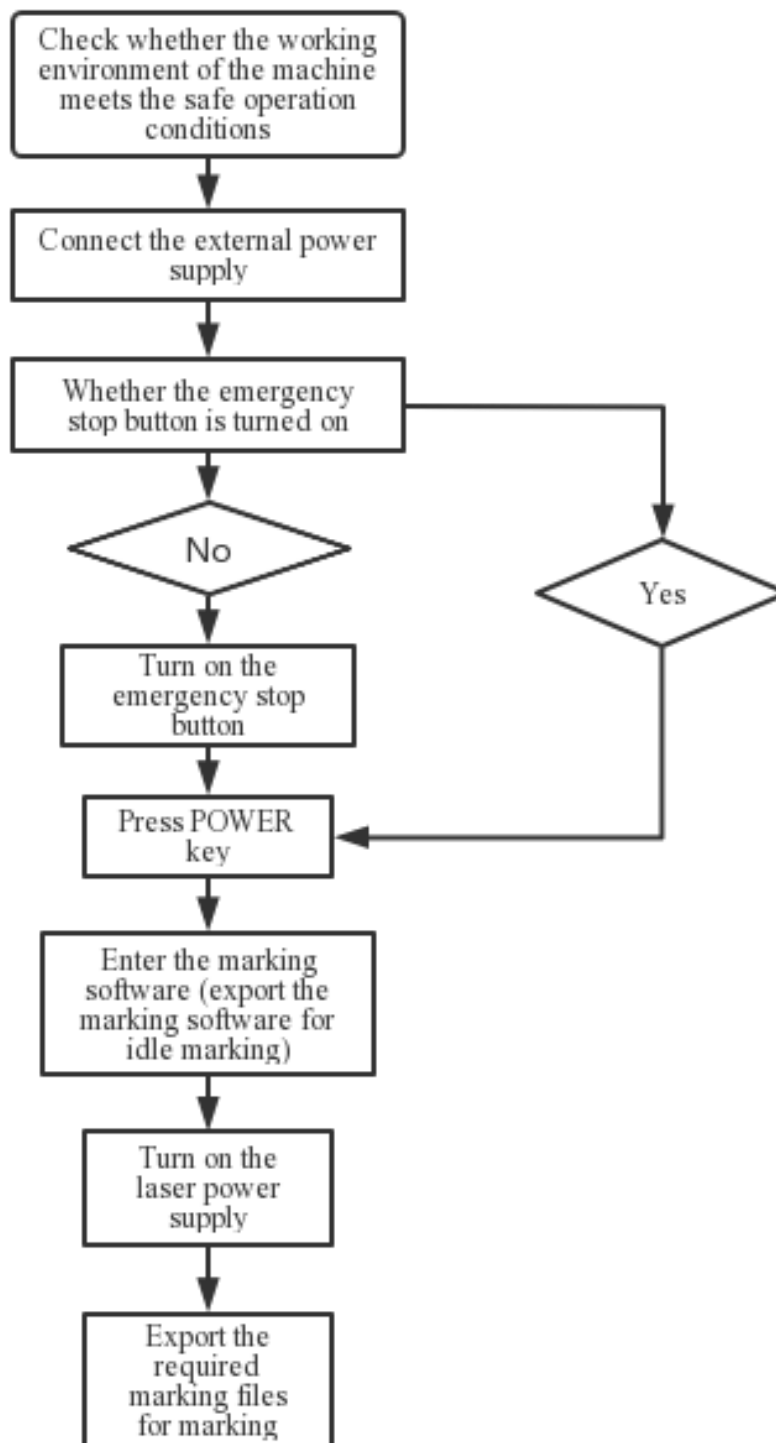 Check whether the working
environment of the machine
meets the safe operation
conditions
Connect the external power
supply
Whether the emergency
stop button is turned on
No
Yes
Turn on the
emergency stop
button
Press POWER
key
Enter the marking
software (export the
marking software for
idle marking)
Turn on the
laser power
supply
Export the
required
marking files
for marking